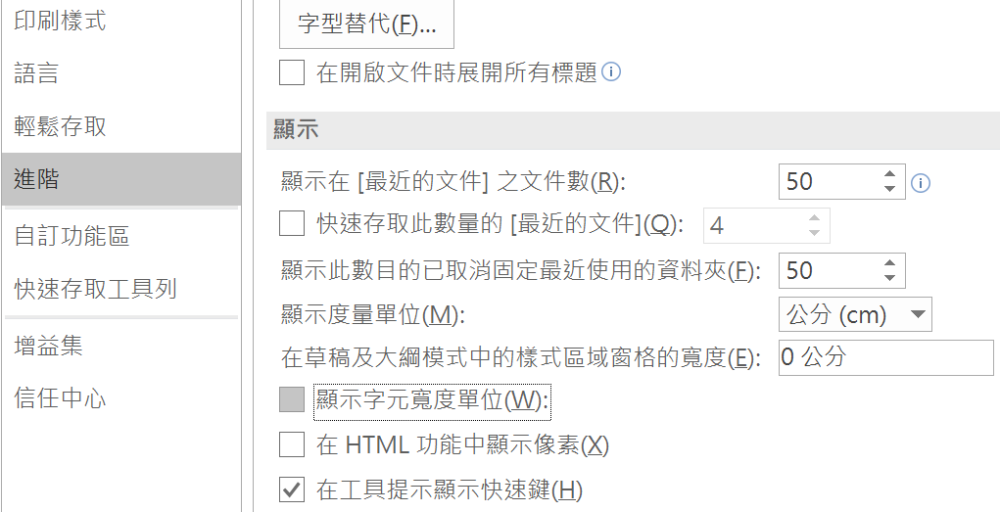 印刷樣式
語言
輕鬆存取
進階
自訂功能區
快速存取工具列
增益集
信任中心
字型替代(F)...
在開啟文件時展開所有標題
顯示
顯示在 [最近的文件] 之文件數(R): 50
快速存取此數量的 [最近的文件](Q): 4
顯示此數目的已取消固定最近使用的資料夾(F): 50
顯示度量單位(M): 公分 (cm)
在草稿及大綱模式中的樣式區域窗格的寬度(E): 0 公分
顯示字元寬度單位(W):
在 HTML 功能中顯示像素(X)
在工具提示顯示快速鍵(H)